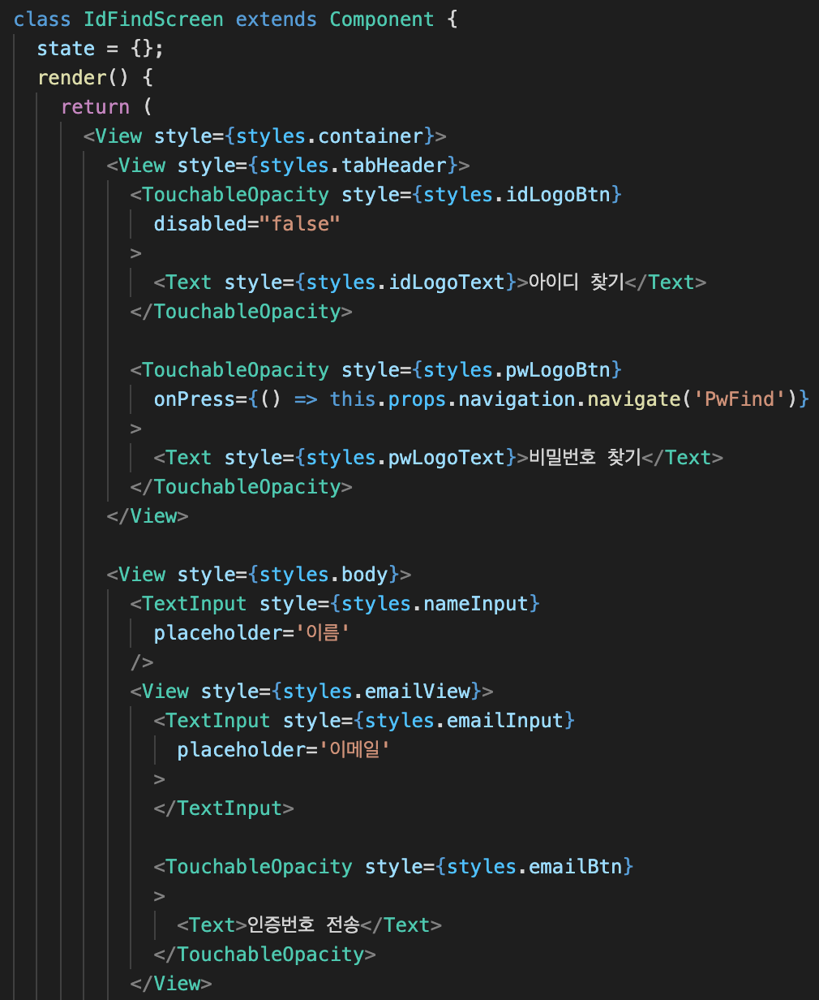 class IdFindScreen extends Component {
state = {};
render() {
return (
<View style={styles.container}>
<View style={styles.tabHeader}>
<TouchableOpacity style={styles.idLogoBtn}
disabled="false"
>
<Text style={styles.idLogoText}>아이디 찾기</Text>
</TouchableOpacity>
<TouchableOpacity style={styles.pwLogoBtn}
onPress={() => this.props.navigation.navigate('PwFind')}
>
<Text style={styles.pwLogoText}>비밀번호 찾기</Text>
</TouchableOpacity>
</View>
<View style={styles.body}>
<TextInput style={styles.nameInput}
placeholder='이름'
/>
<View style={styles.emailView}>
<TextInput style={styles.emailInput}
placeholder='이메일'
>
</TextInput>
<TouchableOpacity style={styles.emailBtn}
>
<Text>인증번호 전송</Text>
</TouchableOpacity>
</View>